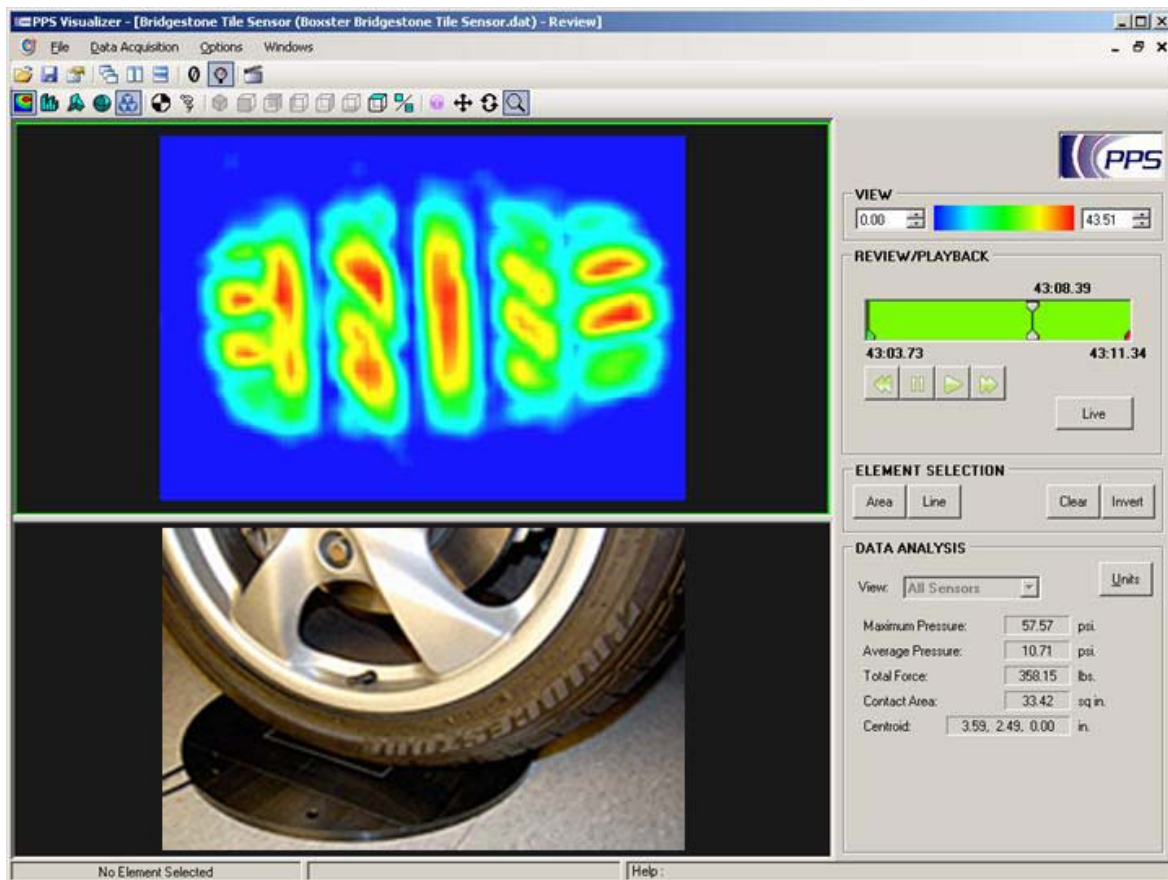 PPS Visualizer - [Bridgestone Tile Sensor (Boxster Bridgestone Tile Sensor.dat) - Review]
File Data Acquisition Options Windows
PPS
VIEW
0.00 43.51
REVIEW/PLAYBACK
43:08.39
43:03.73 43:11.34
Live
ELEMENT SELECTION
Area Line Clear Invert
DATA ANALYSIS
View: All Sensors Units
Maximum Pressure: 57.57 psi.
Average Pressure: 10.71 psi.
Total Force: 358.15 lbs.
Contact Area: 33.42 sq in.
Centroid: 3.59, 2.49, 0.00 in.
BRIDGESTONE
No Element Selected Help :